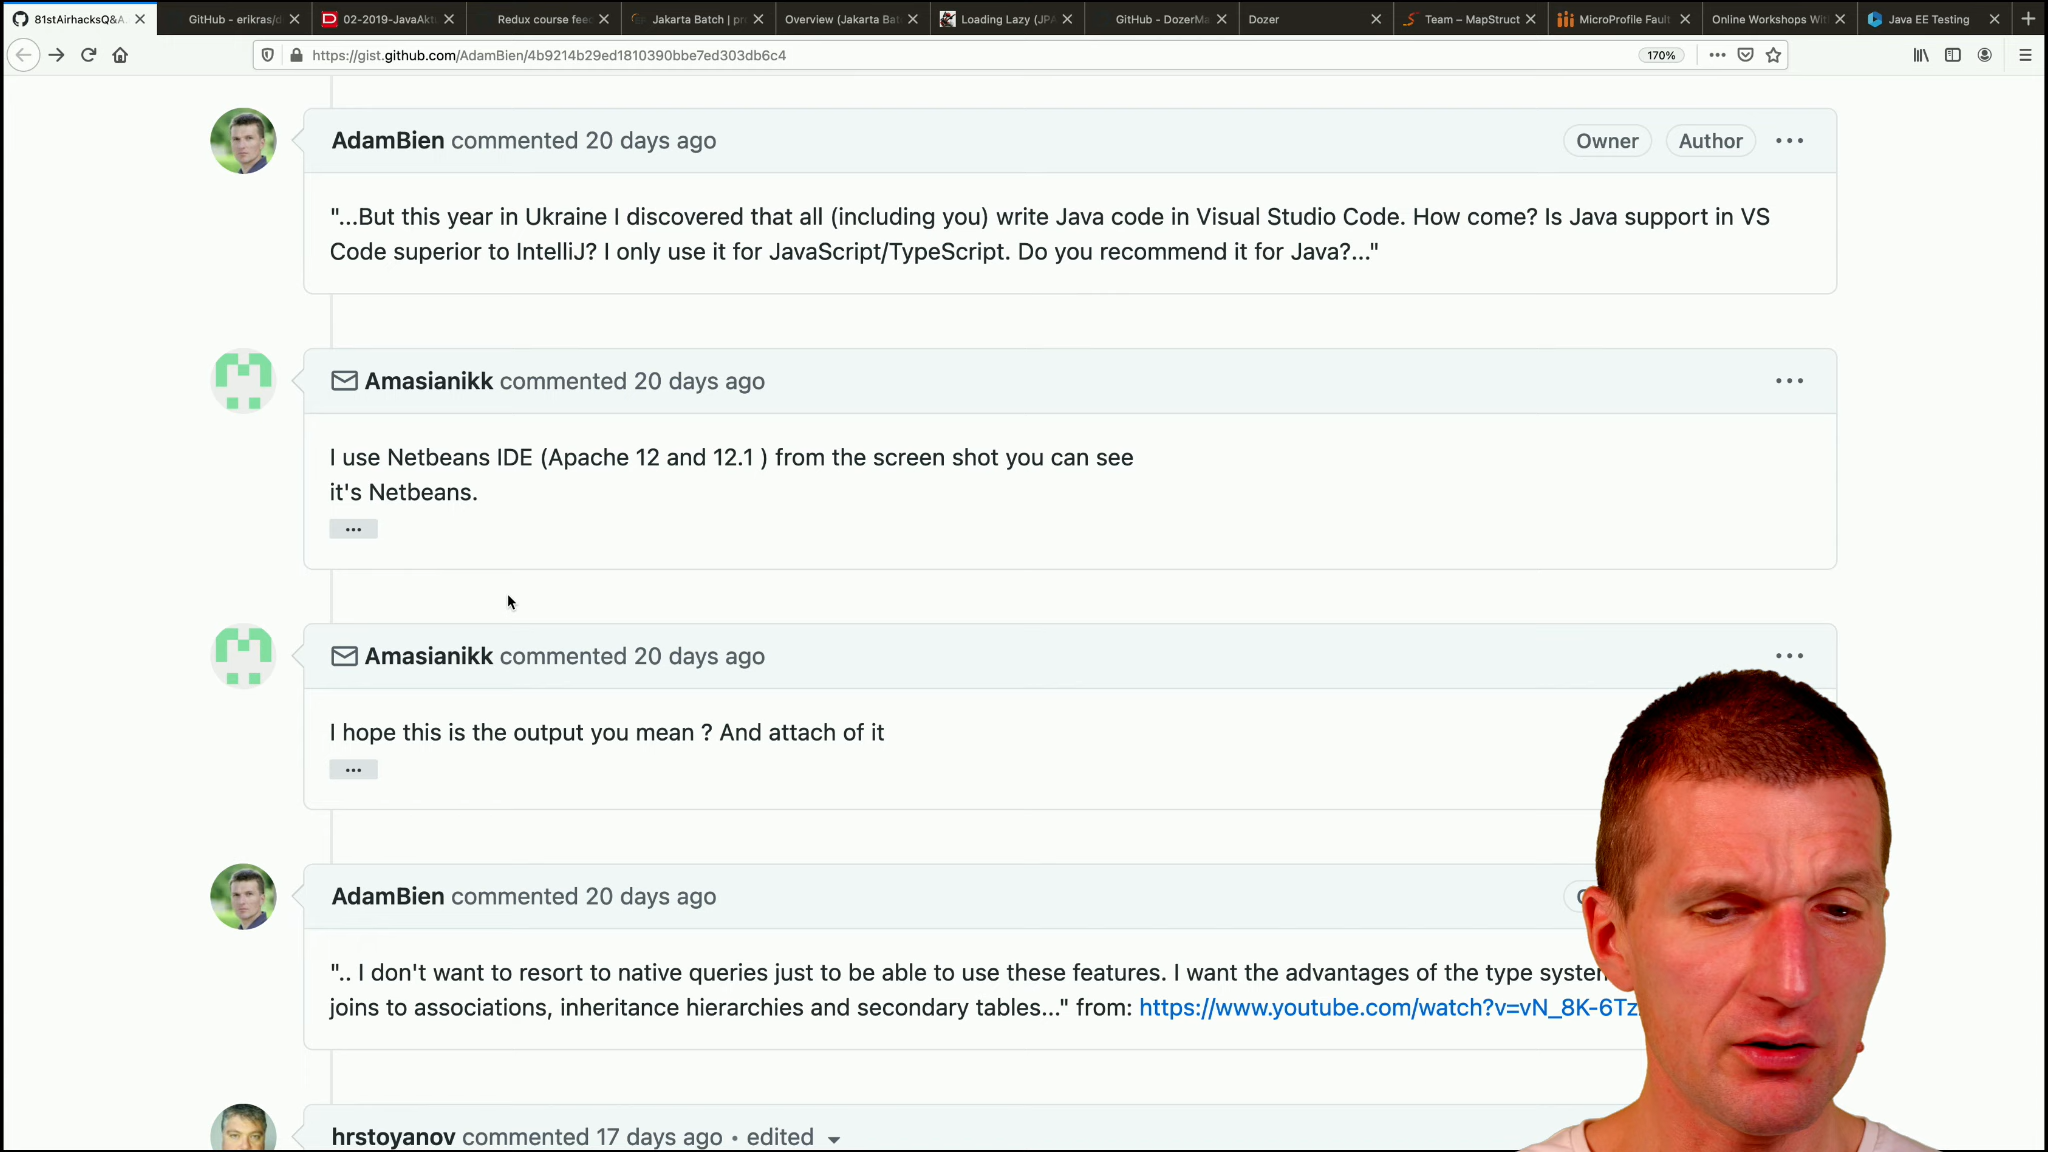 81stAirhacksQ&A
GitHub - erikras/d
02-2019-JavaAkt
Redux course fee
Jakarta Batch | pr
Overview (Jakarta Bat
Loading Lazy (JPA
GitHub - DozerMa
Dozer
Team – MapStruct
MicroProfile Fault
Online Workshops Wit
Java EE Testing
https://gist.github.com/AdamBien/4b9214b29ed1810390bbe7ed303db6c4
170%
AdamBien commented 20 days ago
Owner
Author
"...But this year in Ukraine I discovered that all (including you) write Java code in Visual Studio Code. How come? Is Java support in VS
Code superior to IntelliJ? I only use it for JavaScript/TypeScript. Do you recommend it for Java?..."
Amasianikk commented 20 days ago
I use Netbeans IDE (Apache 12 and 12.1 ) from the screen shot you can see
it's Netbeans.
...
Amasianikk commented 20 days ago
I hope this is the output you mean ? And attach of it
...
AdamBien commented 20 days ago
".. I don't want to resort to native queries just to be able to use these features. I want the advantages of the type system
joins to associations, inheritance hierarchies and secondary tables..." from: https://www.youtube.com/watch?v=vN_8K-6Tz
hrstoyanov commented 17 days ago • edited